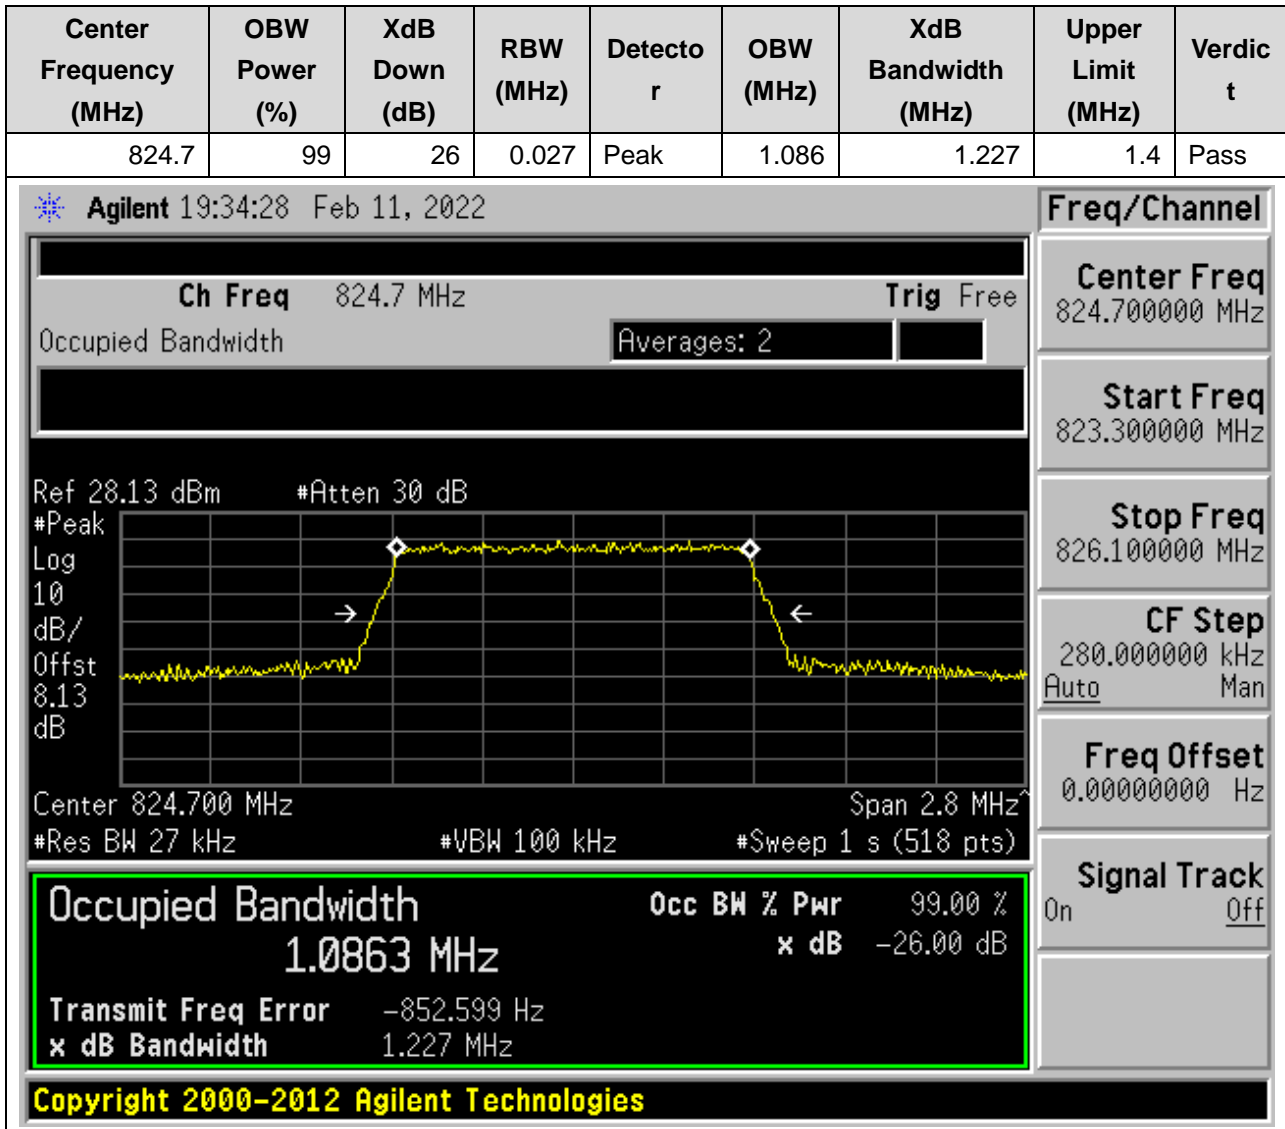 Center Frequency (MHz) OBW Power (%) XdB Down (dB) RBW (MHz) Detecto r OBW (MHz) XdB Bandwidth (MHz) Upper Limit (MHz) Verdic t
824.7 99 26 0.027 Peak 1.086 1.227 1.4 Pass
Agilent 19:34:28 Feb 11, 2022
Freq/Channel
Ch Freq 824.7 MHz Trig Free
Occupied Bandwidth Averages: 2
Center Freq
824.700000 MHz
Start Freq
823.300000 MHz
Ref 28.13 dBm #Atten 30 dB
#Peak
Log
10
dB/
Offst
8.13
dB
Stop Freq
826.100000 MHz
CF Step
280.000000 kHz
Auto Man
Freq Offset
0.00000000 Hz
Center 824.700 MHz Span 2.8 MHz^
#Res BW 27 kHz #VBW 100 kHz #Sweep 1 s (518 pts)
Signal Track
On Off
Occupied Bandwidth Occ BW % Pwr 99.00 %
1.0863 MHz x dB -26.00 dB
Transmit Freq Error -852.599 Hz
x dB Bandwidth 1.227 MHz
Copyright 2000-2012 Agilent Technologies